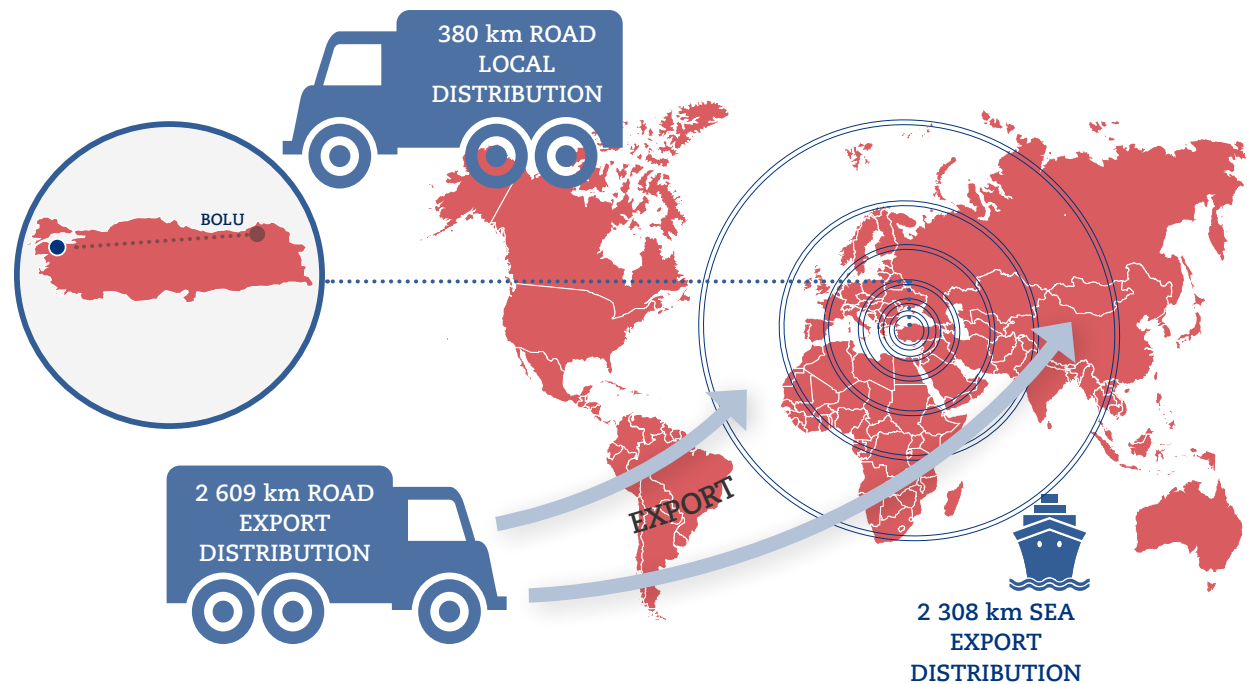 380 km ROAD
LOCAL
DISTRIBUTION
BOLU
2 609 km ROAD
EXPORT
DISTRIBUTION
EXPORT
2 308 km SEA
EXPORT
DISTRIBUTION